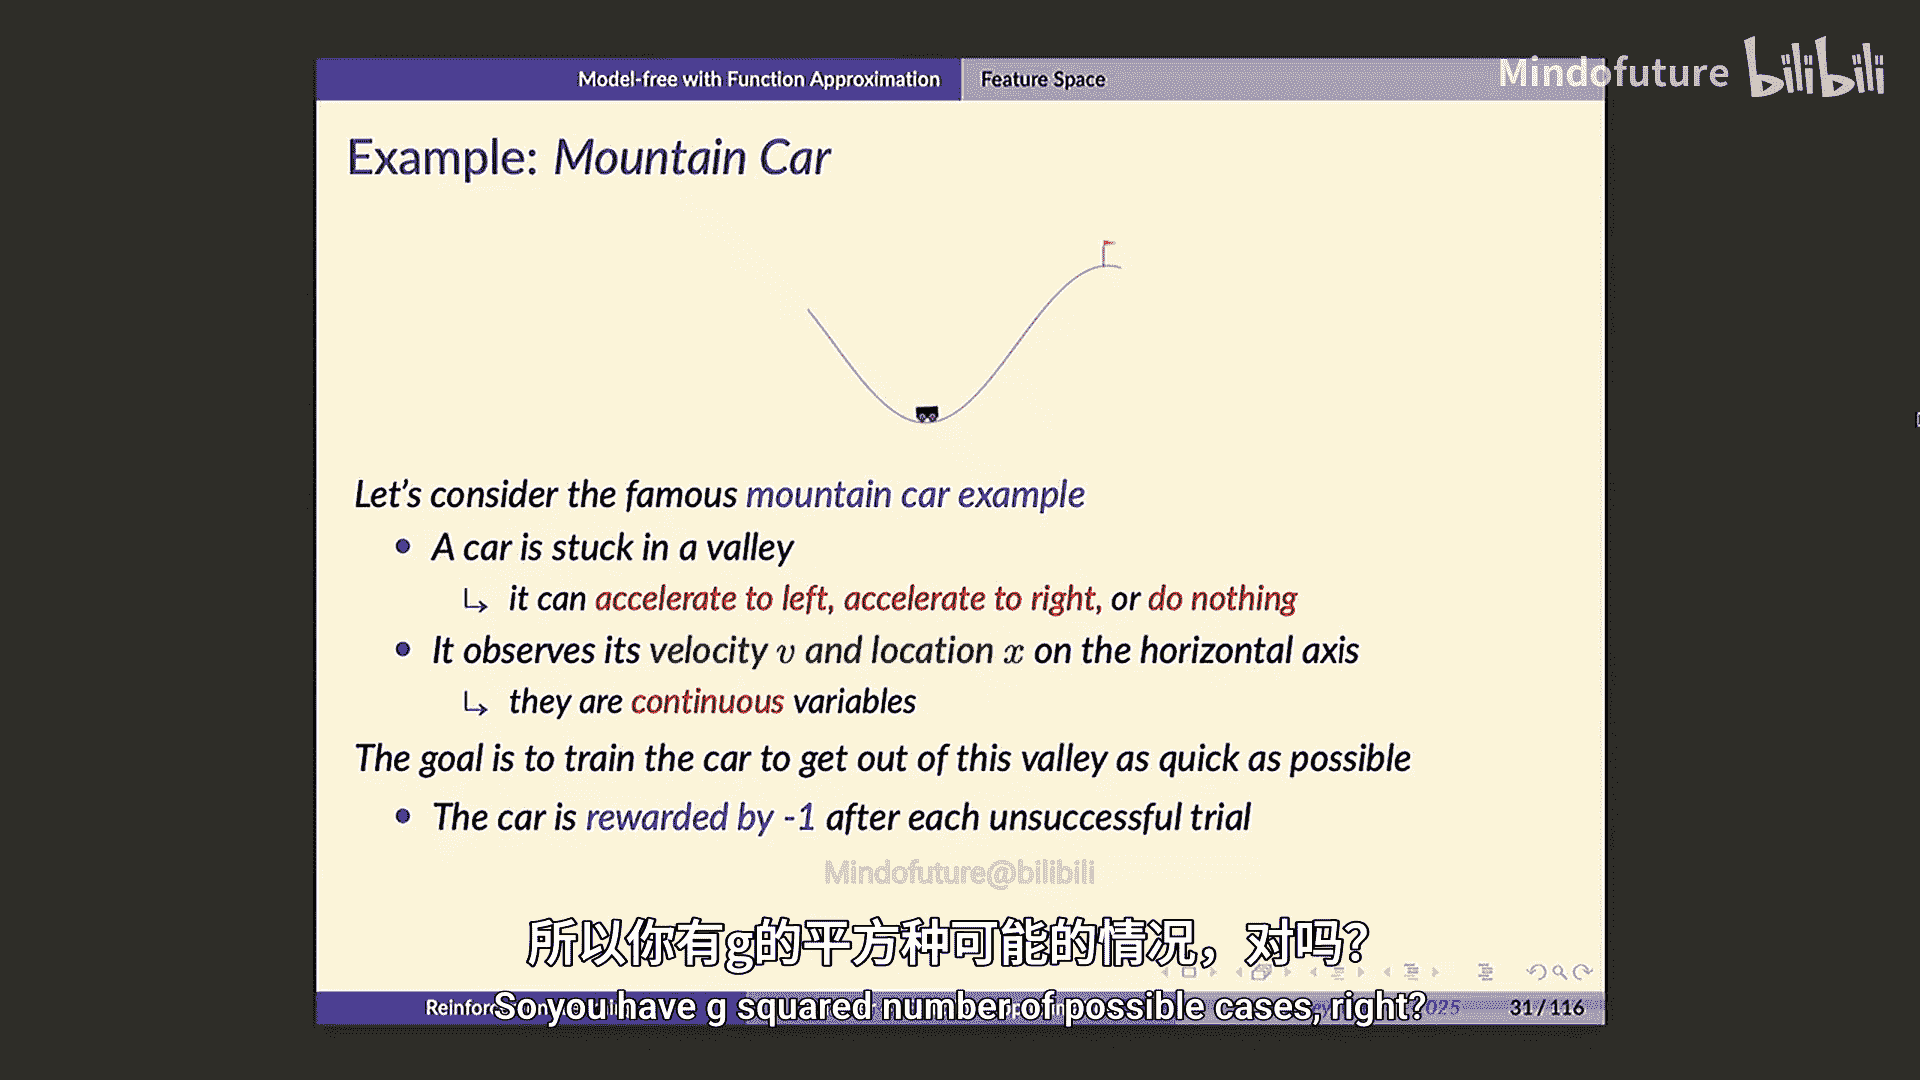 Model-free with Function Approximation
Feature Space
Mindofuture bilibili
Example: Mountain Car
Let's consider the famous mountain car example
• A car is stuck in a valley
↳ it can accelerate to left, accelerate to right, or do nothing
• It observes its velocity v and location x on the horizontal axis
↳ they are continuous variables
The goal is to train the car to get out of this valley as quick as possible
• The car is rewarded by -1 after each unsuccessful trial
Mindofuture@bilibili
所以你有g的平方种可能的情况，对吗？
So you have g squared number of possible cases, right?
31 / 116